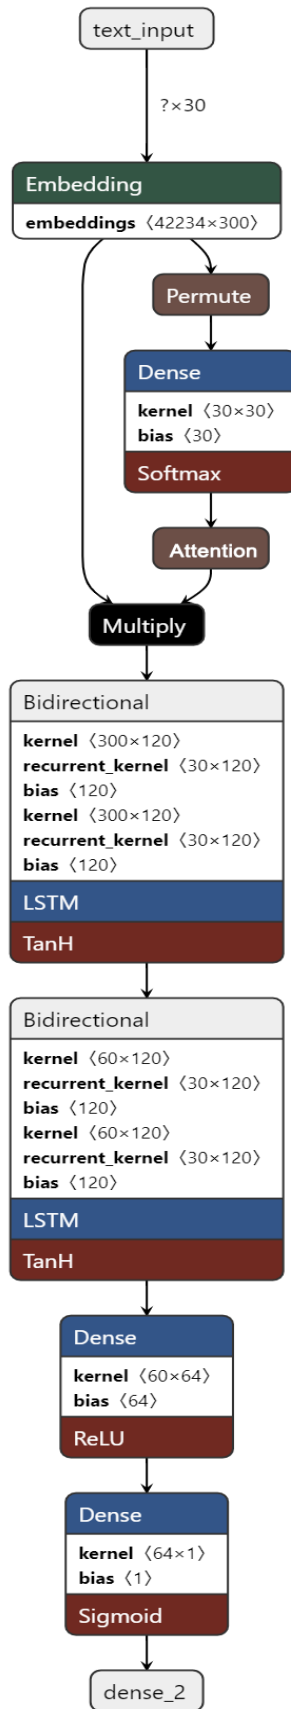 text_input
?×30
Embedding
embeddings 〈42234×300〉
Permute
Dense
kernel 〈30×30〉
bias 〈30〉
Softmax
Attention
Multiply
Bidirectional
kernel 〈300×120〉
recurrent_kernel 〈30×120〉
bias 〈120〉
kernel 〈300×120〉
recurrent_kernel 〈30×120〉
bias 〈120〉
LSTM
TanH
Bidirectional
kernel 〈60×120〉
recurrent_kernel 〈30×120〉
bias 〈120〉
kernel 〈60×120〉
recurrent_kernel 〈30×120〉
bias 〈120〉
LSTM
TanH
Dense
kernel 〈60×64〉
bias 〈64〉
ReLU
Dense
kernel 〈64×1〉
bias 〈1〉
Sigmoid
dense_2